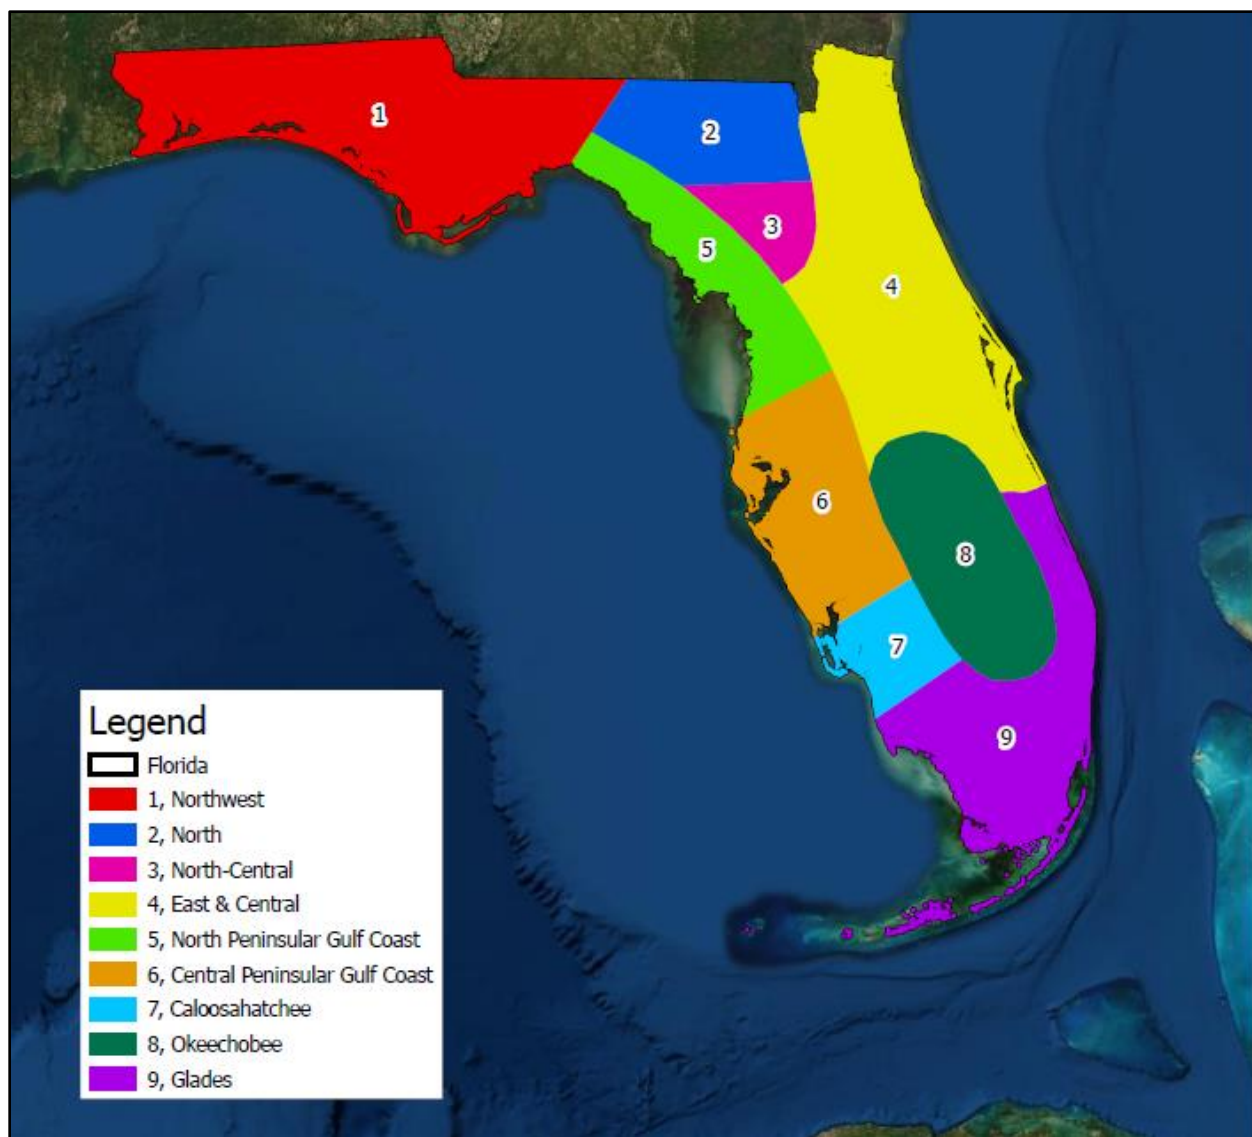 1
2
3
5
4
6
8
7
9
Legend
Florida
1, Northwest
2, North
3, North-Central
4, East & Central
5, North Peninsular Gulf Coast
6, Central Peninsular Gulf Coast
7, Caloosahatchee
8, Okeechobee
9, Glades